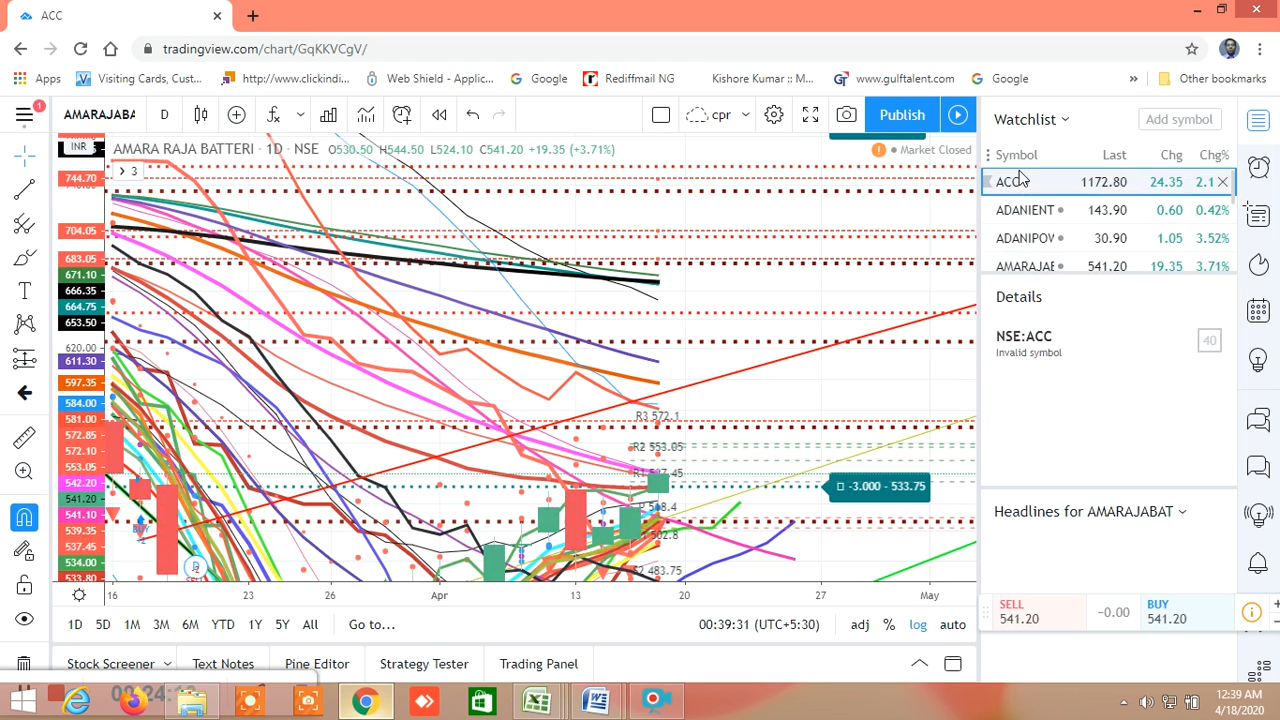 ACC
tradingview.com/chart/GqKKVCgV/
Apps Visiting Cards, Cust... http://www.clickindi... Web Shield - Applic... Google Rediffmail NG Kishore Kumar :: M... www.gulftalent.com Google » Other bookmarks
1 AMARAJABA D cpr Publish
Watchlist Add symbol
INR AMARA RAJA BATTERI · 1D · NSE O530.50 H544.50 L524.10 C541.20 +19.35 (+3.71%) Market Closed
3
Symbol Last Chg Chg%
ACC 1172.80 24.35 2.1
ADANIENT 143.90 0.60 0.42%
ADANIPOV 30.90 1.05 3.52%
AMARAJAE 541.20 19.35 3.71%
Details
NSE:ACC 40
Invalid symbol
744.70
704.05
683.05
671.10
666.35
664.75
653.50
620.00
611.30
597.35
584.00
581.00
572.85
572.10
553.05
542.20
541.20
541.10
539.35
537.45
534.00
533.80
R3 572.1
R2 553.05
-3.000 - 533.75
Headlines for AMARAJABAT
16 23 26 Apr 13 20 27 May
SELL 541.20
-0.00
BUY 541.20
1D 5D 1M 3M 6M YTD 1Y 5Y All Go to... 00:39:31 (UTC+5:30) adj % log auto
Stock Screener Text Notes Pine Editor Strategy Tester Trading Panel
12:39 AM
4/18/2020